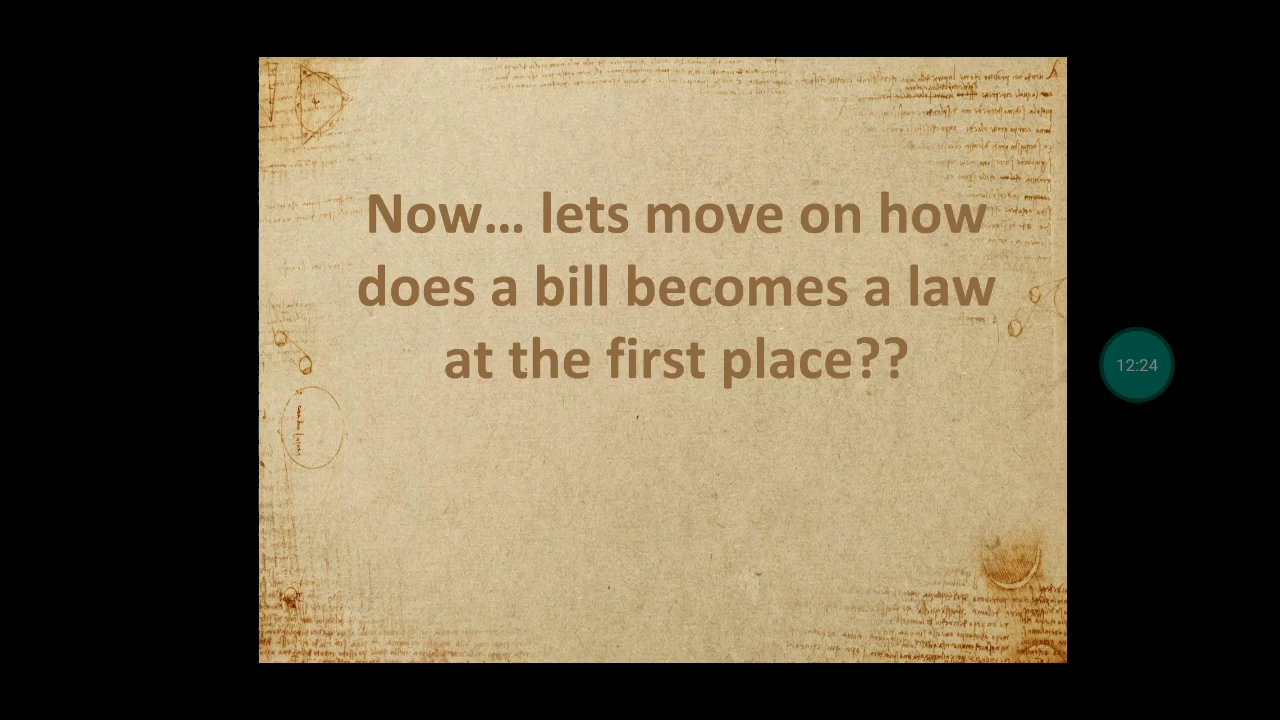 Now... lets move on how
does a bill becomes a law
at the first place??
12:24